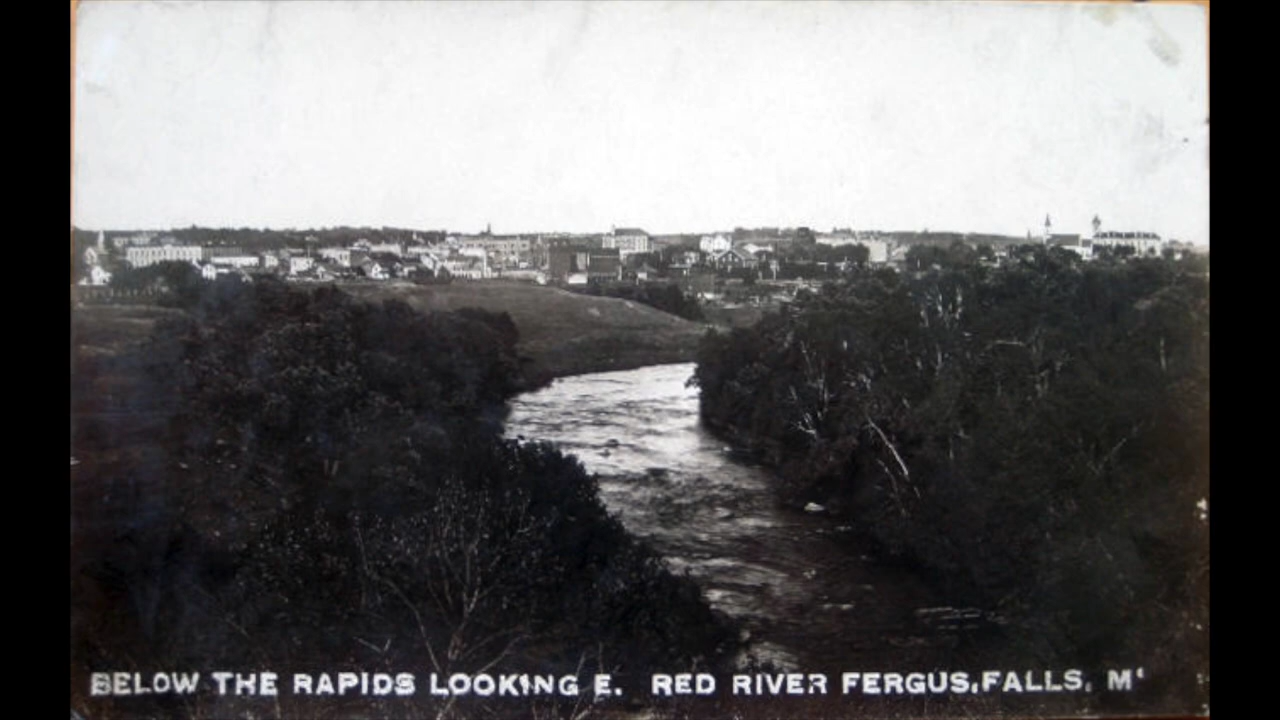 BELOW THE RAPIDS LOOKING E. RED RIVER FERGUS, FALLS. M'